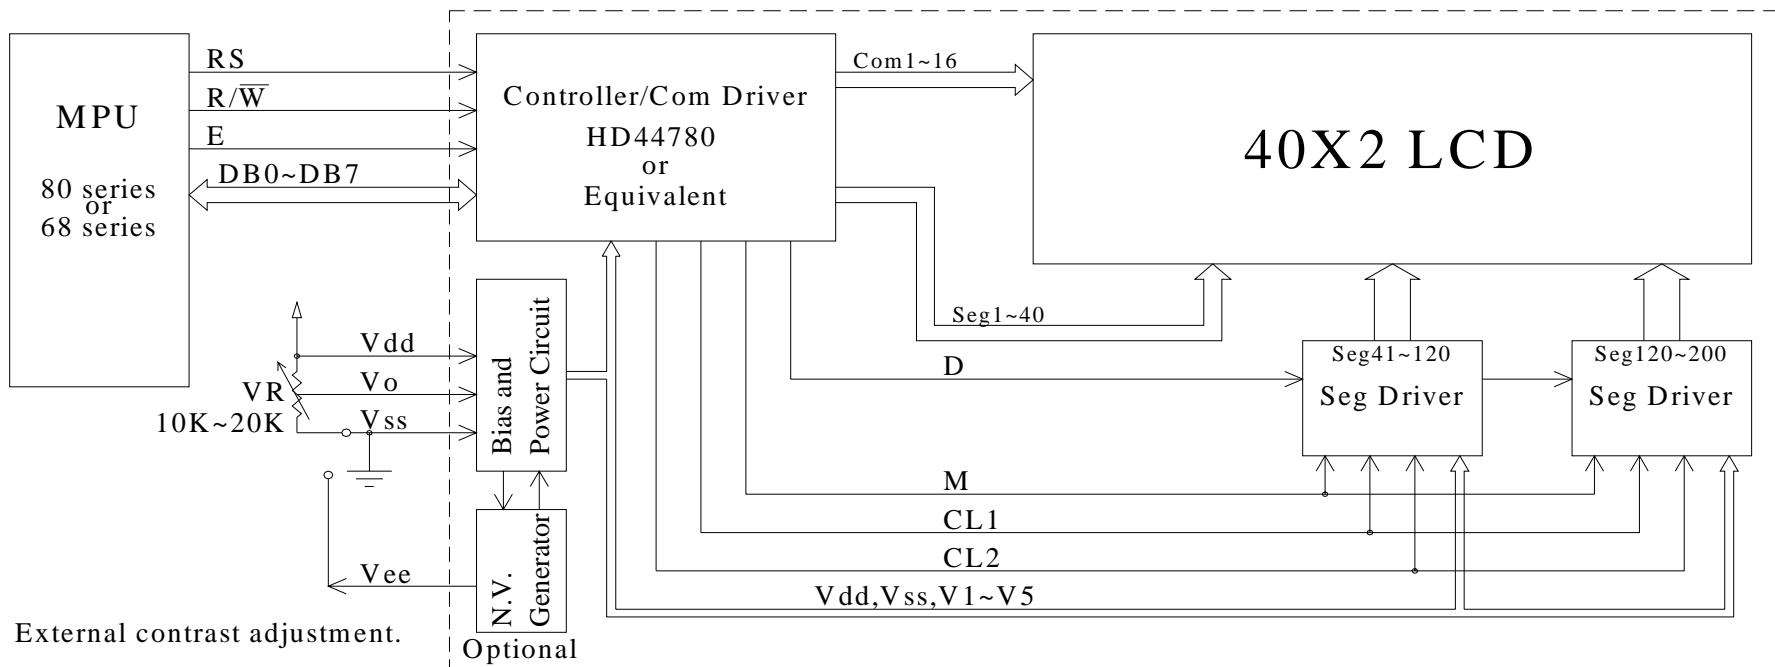 MPU
80 series
or
68 series
RS
R/W̅
E
DB0~DB7
Controller/Com Driver
HD44780
or
Equivalent
Com1~16
40X2 LCD
Seg1~40
Vdd
VR
Vo
10K~20K
Vss
Bias and
Power Circuit
D
Seg41~120
Seg Driver
Seg120~200
Seg Driver
M
CL1
CL2
Vdd,Vss,V1~V5
Vee
N.V.
Generator
Optional
External contrast adjustment.